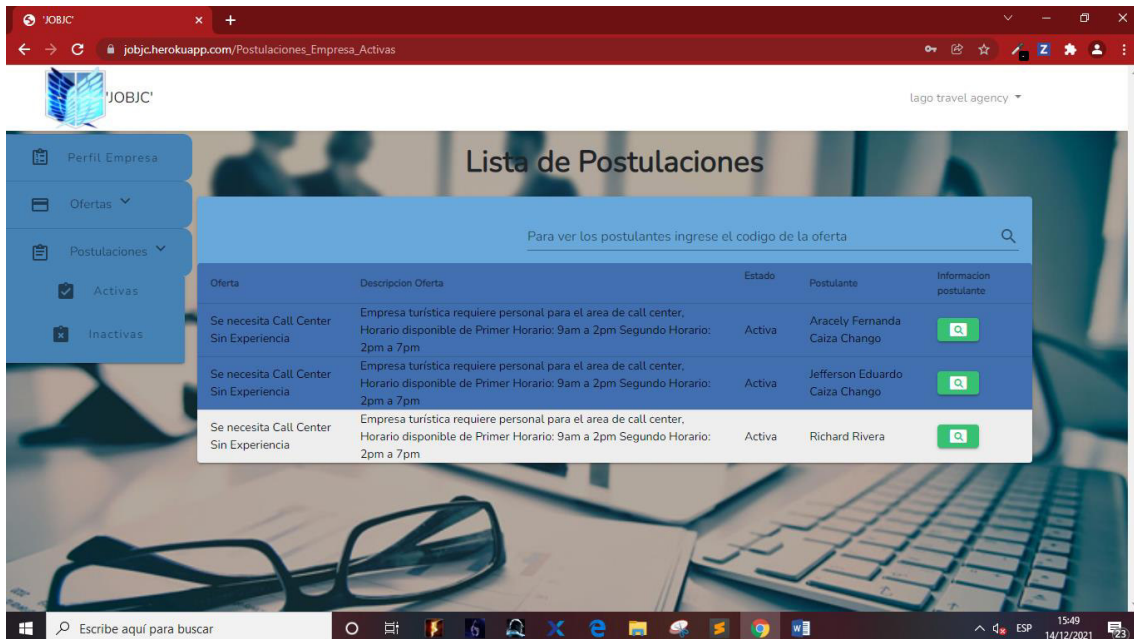 'JOBJC'
jobjc.herokuapp.com/Postulaciones_Empresa_Activas
Z
'JOBJC'
lago travel agency
Perfil Empresa
Ofertas
Postulaciones
Activas
Inactivas
Lista de Postulaciones
Para ver los postulantes ingrese el codigo de la oferta
Oferta
Descripcion Oferta
Estado
Postulante
Informacion
postulante
Se necesita Call Center
Sin Experiencia
Empresa turística requiere personal para el area de call center,
Horario disponible de Primer Horario: 9am a 2pm Segundo Horario:
2pm a 7pm
Activa
Aracely Fernanda
Caiza Chango
Se necesita Call Center
Sin Experiencia
Empresa turística requiere personal para el area de call center,
Horario disponible de Primer Horario: 9am a 2pm Segundo Horario:
2pm a 7pm
Activa
Jefferson Eduardo
Caiza Chango
Se necesita Call Center
Sin Experiencia
Empresa turística requiere personal para el area de call center,
Horario disponible de Primer Horario: 9am a 2pm Segundo Horario:
2pm a 7pm
Activa
Richard Rivera
Escribe aquí para buscar
ESP
15:49
14/12/2021
23